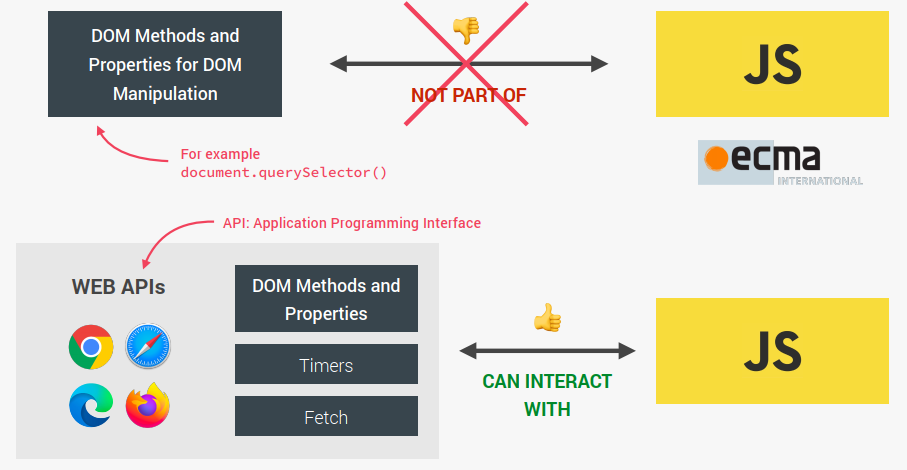 DOM Methods and
Properties for DOM
Manipulation
NOT PART OF
JS
For example
document.querySelector()
ecma
INTERNATIONAL
API: Application Programming Interface
WEB APIs
DOM Methods and
Properties
Timers
Fetch
CAN INTERACT
WITH
JS